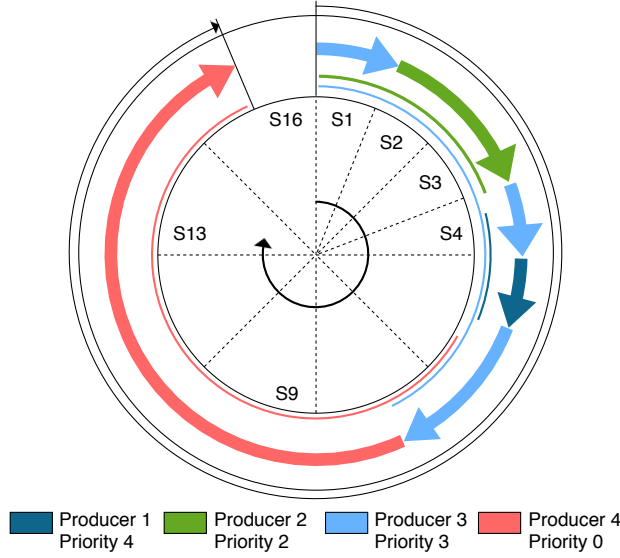 S16
S1
S2
S3
S4
S13
S9
Producer 1
Priority 4
Producer 2
Priority 2
Producer 3
Priority 3
Producer 4
Priority 0